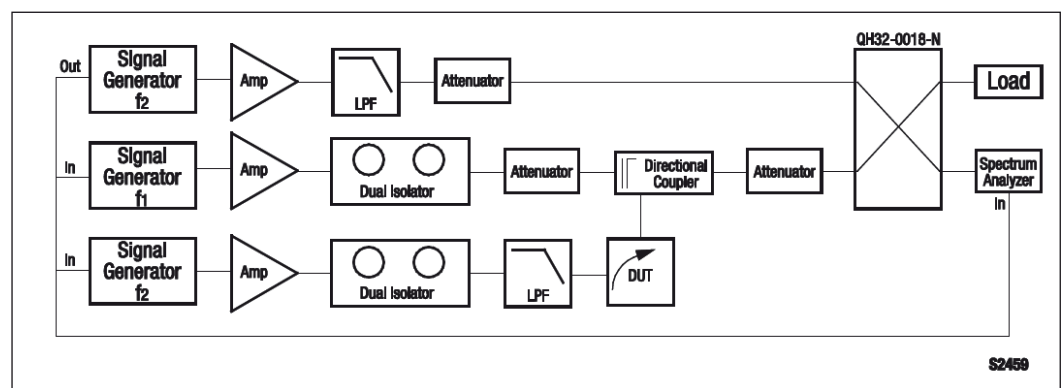 QH32-0018-N
Out
Signal
Generator
f2
Amp
LPF
Attenuator
Load
In
Signal
Generator
f1
Amp
Dual Isolator
Attenuator
Directional
Coupler
Attenuator
Spectrum
Analyzer
In
In
Signal
Generator
f2
Amp
Dual Isolator
LPF
DUT
S2459